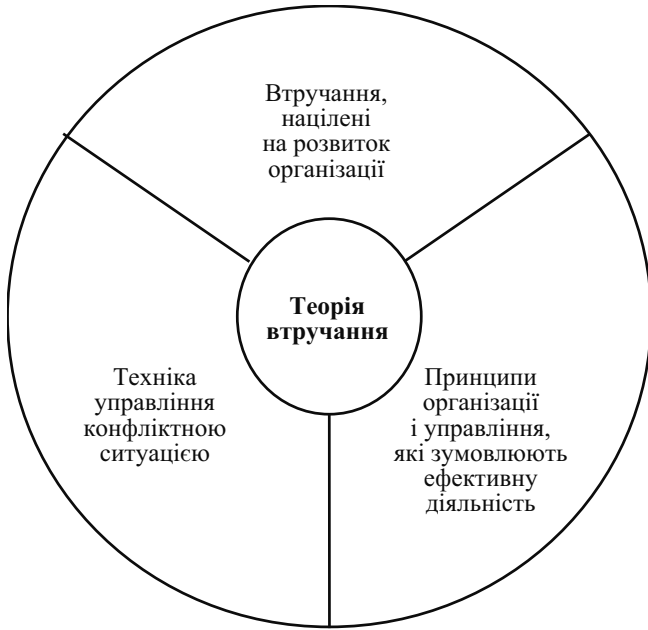 Втручання,
націлені
на розвиток
організації
Теорія
втручання
Техніка
управління
конфліктною
ситуацією
Принципи
організації
і управління,
які зумовлюють
ефективну
діяльність